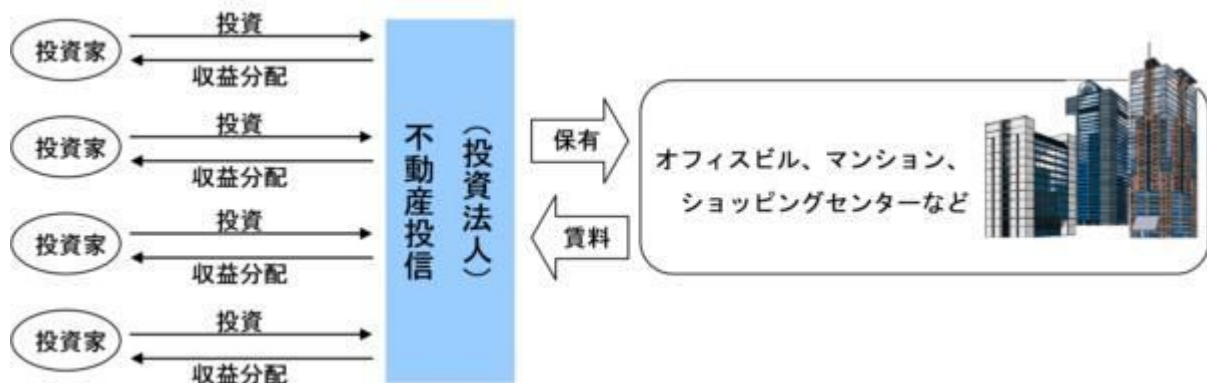 投資
投資家
収益分配
投資
投資家
収益分配
投資
投資家
収益分配
投資
投資家
収益分配
不動産投信
（投資法人）
保有
賃料
オフィスビル、マンション、
ショッピングセンターなど